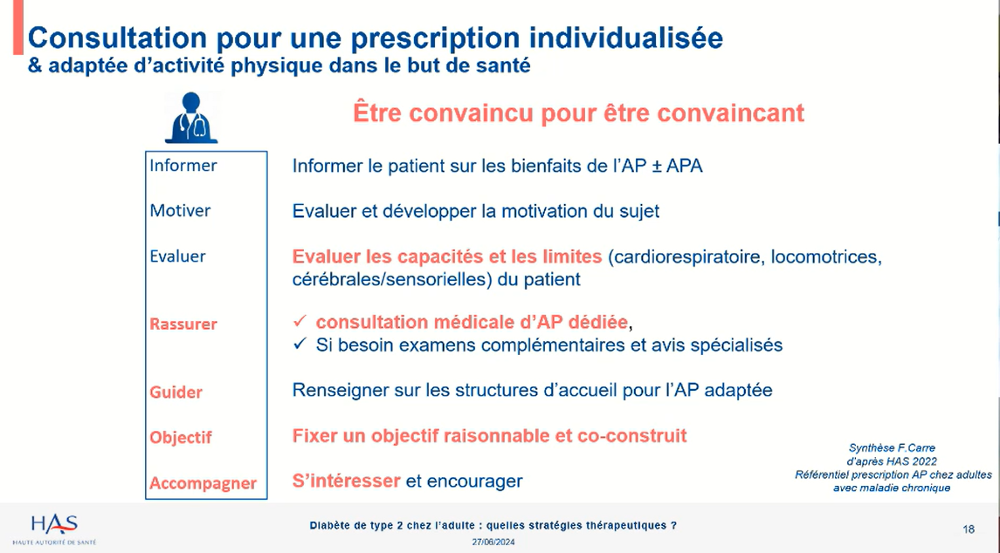 Consultation pour une prescription individualisée
& adaptée d'activité physique dans le but de santé
Être convaincu pour être convaincant
Informer
Informer le patient sur les bienfaits de l'AP ± APA
Motiver
Evaluer et développer la motivation du sujet
Evaluer
Evaluer les capacités et les limites (cardiorespiratoire, locomotrices,
cérébrales/sensorielles) du patient
Rassurer
✓ consultation médicale d'AP dédiée,
✓ Si besoin examens complémentaires et avis spécialisés
Guider
Renseigner sur les structures d'accueil pour l'AP adaptée
Objectif
Fixer un objectif raisonnable et co-construit
Accompagner
S'intéresser et encourager
Synthèse F.Carre
d'après HAS 2022
Référentiel prescription AP chez adultes
avec maladie chronique
HAS
HAUTE AUTORITÉ DE SANTÉ
Diabète de type 2 chez l'adulte : quelles stratégies thérapeutiques ?
27/06/2024
18